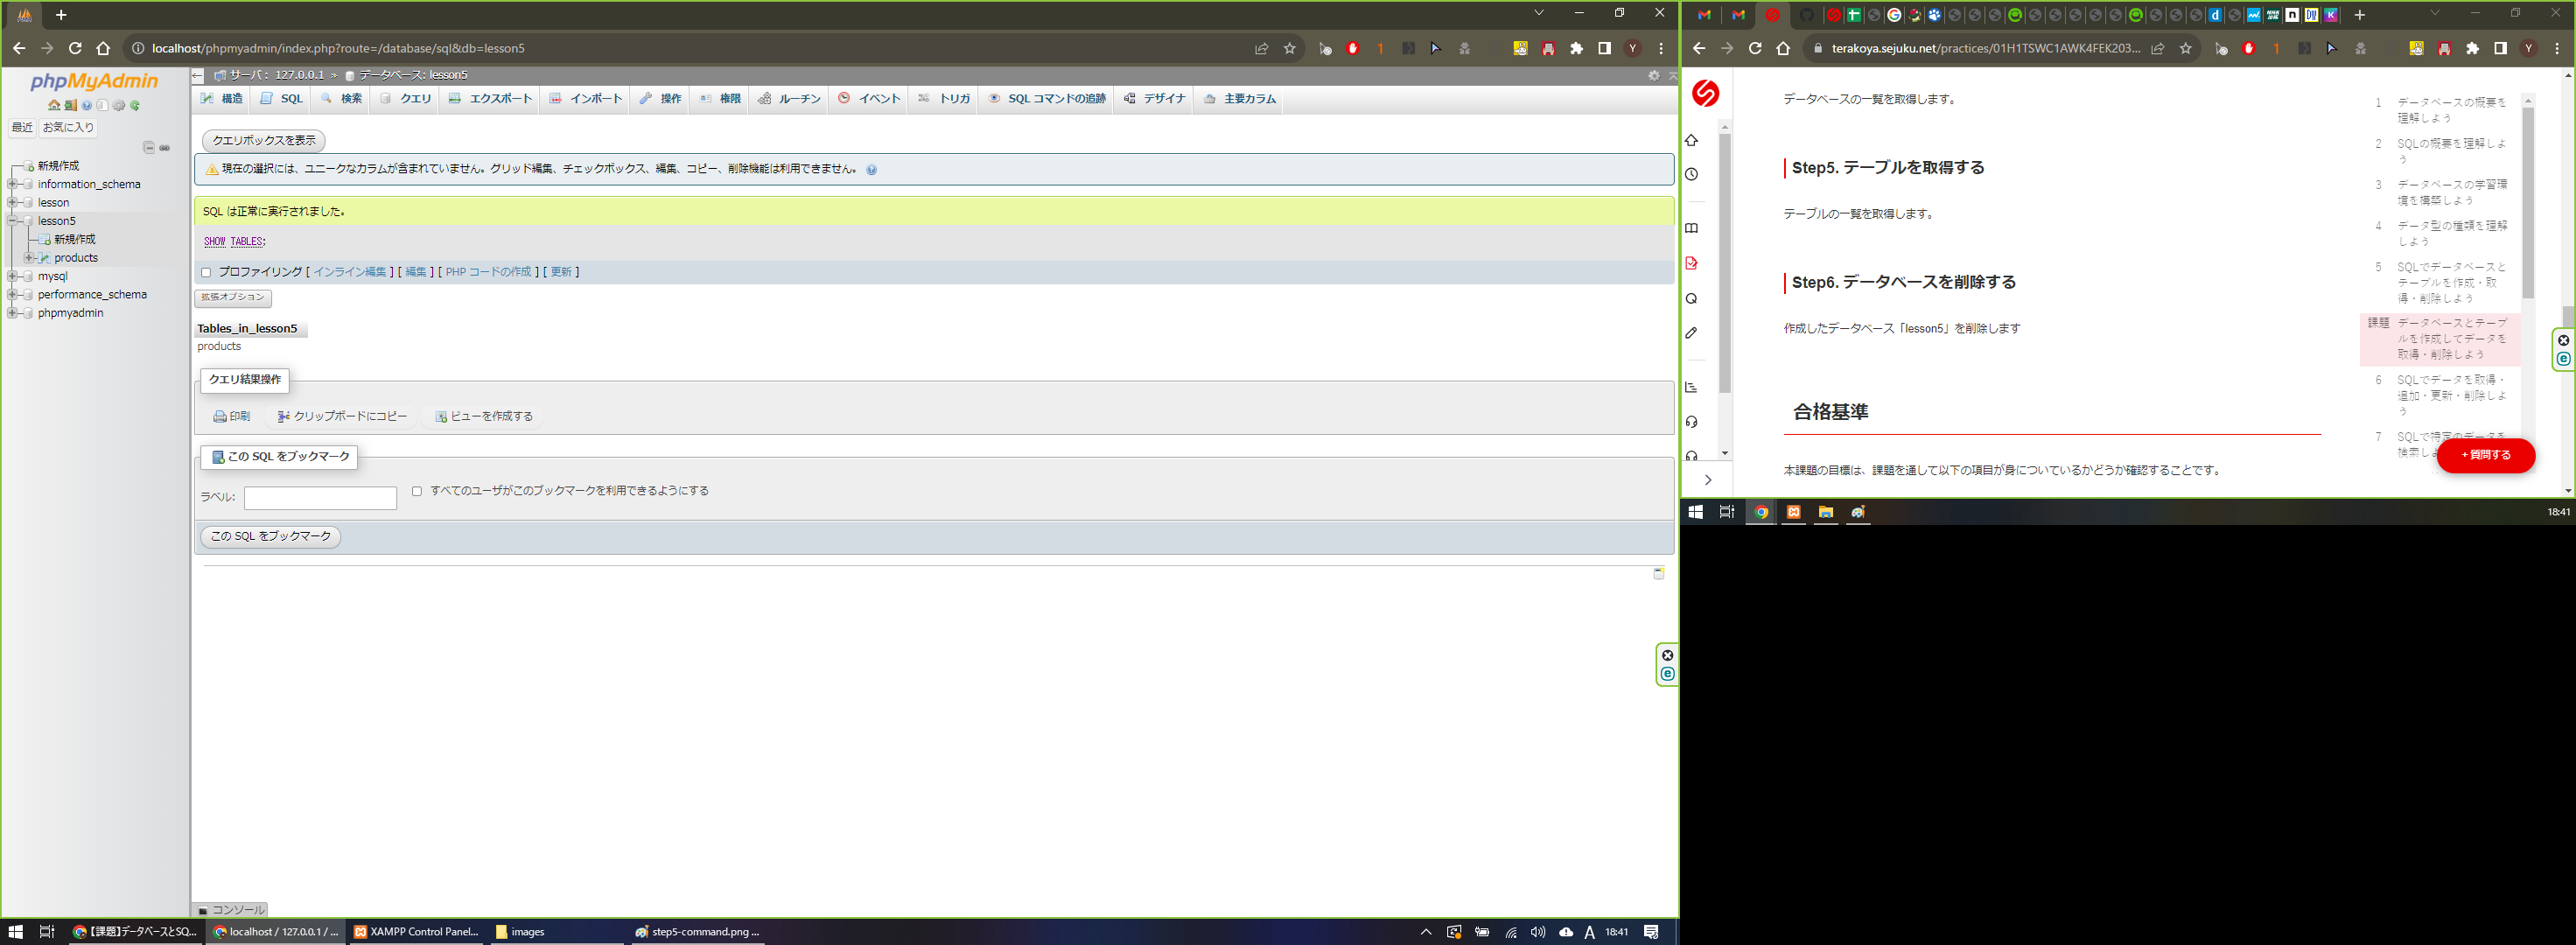 localhost/phpmyadmin/index.php?route=/database/sql&db=lesson5
phpMyAdmin
最近 お気に入り
新規作成
information_schema
lesson
lesson5
新規作成
products
mysql
performance_schema
phpmyadmin
サーバ: 127.0.0.1 » データベース: lesson5
構造 SQL 検索 クエリ エクスポート インポート 操作 権限 ルーチン イベント トリガ SQL コマンドの追跡 デザイナ 主要カラム
クエリボックスを表示
現在の選択には、ユニークなカラムが含まれていません。グリッド編集、チェックボックス、編集、コピー、削除機能は利用できません。
SQL は正常に実行されました。
SHOW TABLES;
プロファイリング [ インライン編集 ] [ 編集 ] [ PHP コードの作成 ] [ 更新 ]
拡張オプション
Tables_in_lesson5
products
クエリ結果操作
印刷 クリップボードにコピー ビューを作成する
この SQL をブックマーク
ラベル: すべてのユーザがこのブックマークを利用できるようにする
この SQL をブックマーク
コンソール
【課題】データベースとSQ... localhost / 127.0.0.1 / ... XAMPP Control Panel... images step5-command.png ... A 18:41
terakoya.sejuku.net/practices/01H1TSWC1AWK4FEK203...
データベースの一覧を取得します。
Step5. テーブルを取得する
テーブルの一覧を取得します。
Step6. データベースを削除する
作成したデータベース「lesson5」を削除します
合格基準
本課題の目標は、課題を通して以下の項目が身についているかどうか確認することです。
1 データベースの概要を
理解しよう
2 SQLの概要を理解しよ
う
3 データベースの学習環
境を構築しよう
4 データ型の種類を理解
しよう
5 SQLでデータベースと
テーブルを作成・取
得・削除しよう
課題 データベースとテーブ
ルを作成してデータを
取得・削除しよう
6 SQLでデータを取得・
追加・更新・削除しよ
う
7 SQLで特定のデータを
検索しよ
+ 質問する
18:41